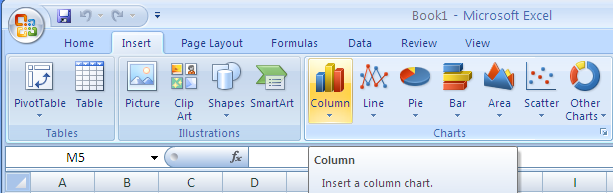 Book1 - Microsoft Excel
Home Insert Page Layout Formulas Data Review View
PivotTable Table Picture Clip Art Shapes SmartArt Column Line Pie Bar Area Scatter Other Charts
Tables Illustrations Charts
M5 fx
Column
A B C D I
Insert a column chart.